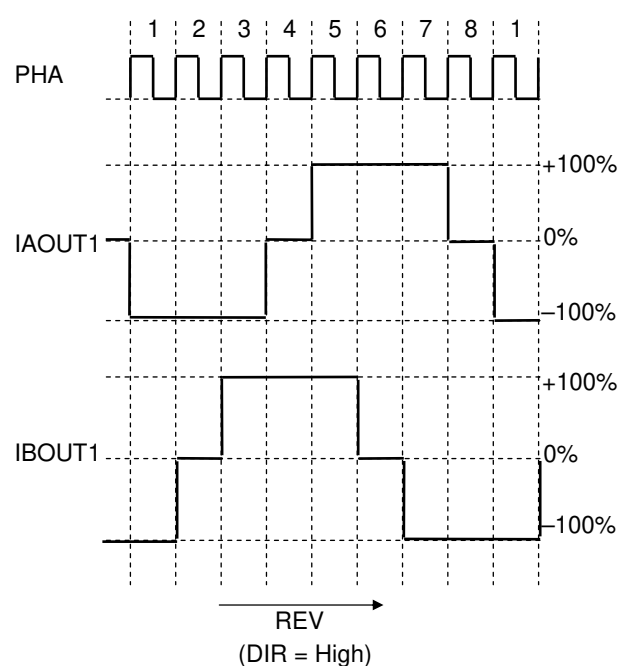 1 2 3 4 5 6 7 8 1
PHA
+100%
IAOUT1
0%
–100%
+100%
IBOUT1
0%
–100%
REV
(DIR = High)